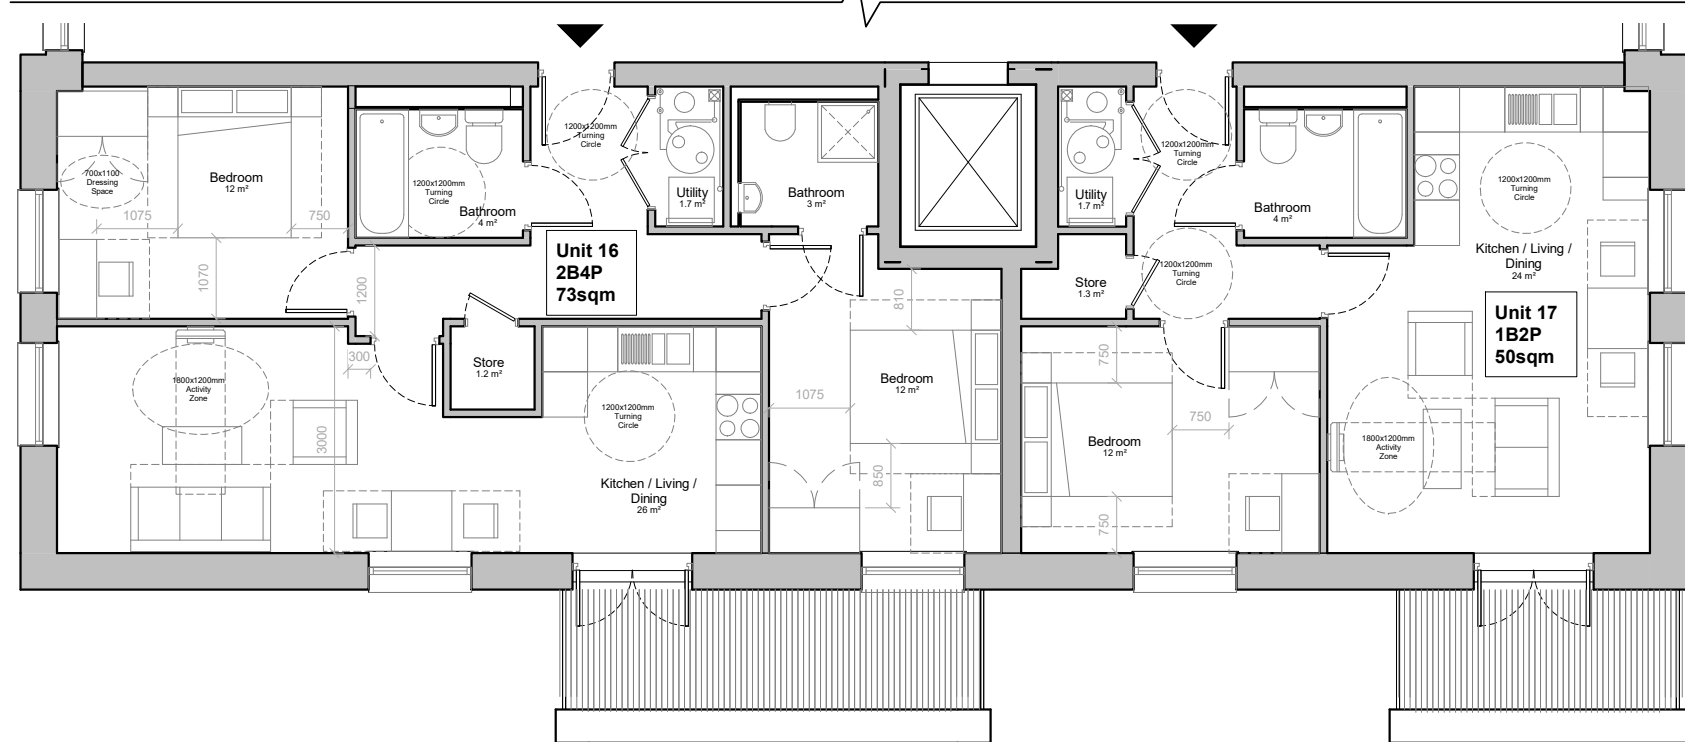 700x1100
Dressing
Space
Bedroom
12 m²
1075
750
1070
1200x1200mm
Turning
Circle
Bathroom
4 m²
1200
1200x1200mm
Turning
Circle
Utility
1.7 m²
Bathroom
3 m²
Unit 16
2B4P
73sqm
300
Store
1.2 m²
1800x1200mm
Activity
Zone
3000
1200x1200mm
Turning
Circle
Kitchen / Living /
Dining
26 m²
810
1075
Bedroom
12 m²
850
Utility
1.7 m²
1200x1200mm
Turning
Circle
Bathroom
4 m²
Store
1.3 m²
1200x1200mm
Turning
Circle
750
Bedroom
12 m²
750
750
1200x1200mm
Turning
Circle
Kitchen / Living /
Dining
24 m²
Unit 17
1B2P
50sqm
1800x1200mm
Activity
Zone